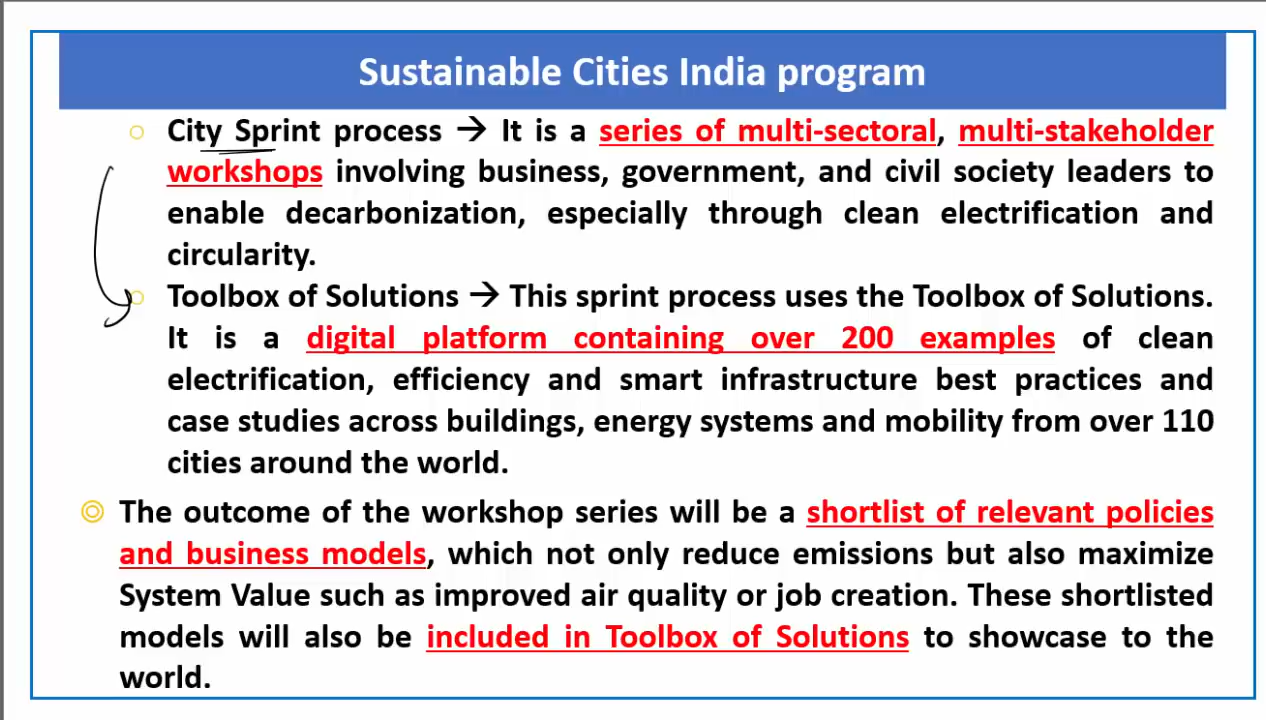 Sustainable Cities India program
City Sprint process → It is a series of multi-sectoral, multi-stakeholder
workshops involving business, government, and civil society leaders to
enable decarbonization, especially through clean electrification and
circularity.
Toolbox of Solutions → This sprint process uses the Toolbox of Solutions.
It is a digital platform containing over 200 examples of clean
electrification, efficiency and smart infrastructure best practices and
case studies across buildings, energy systems and mobility from over 110
cities around the world.
The outcome of the workshop series will be a shortlist of relevant policies
and business models, which not only reduce emissions but also maximize
System Value such as improved air quality or job creation. These shortlisted
models will also be included in Toolbox of Solutions to showcase to the
world.